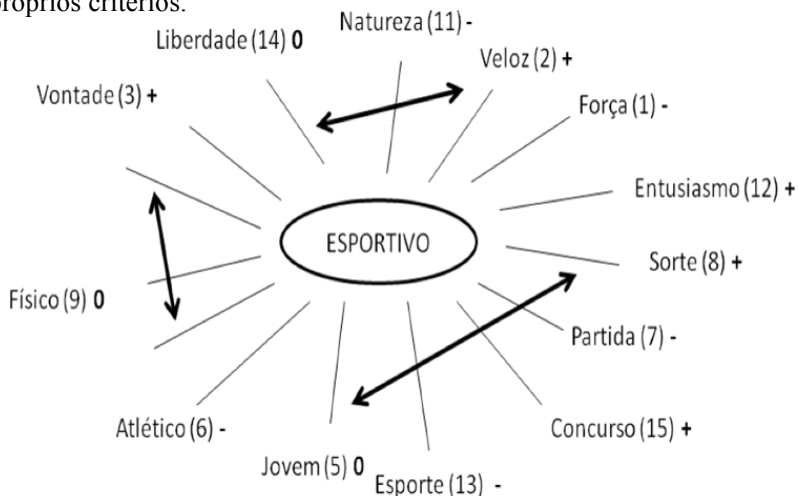 próprios critérios.
Natureza (11) -
Liberdade (14) 0
Veloz (2) +
Vontade (3) +
Força (1) -
Entusiasmo (12) +
ESPORTIVO
Sorte (8) +
Físico (9) 0
Partida (7) -
Atlético (6) -
Concurso (15) +
Jovem (5) 0
Esporte (13) -